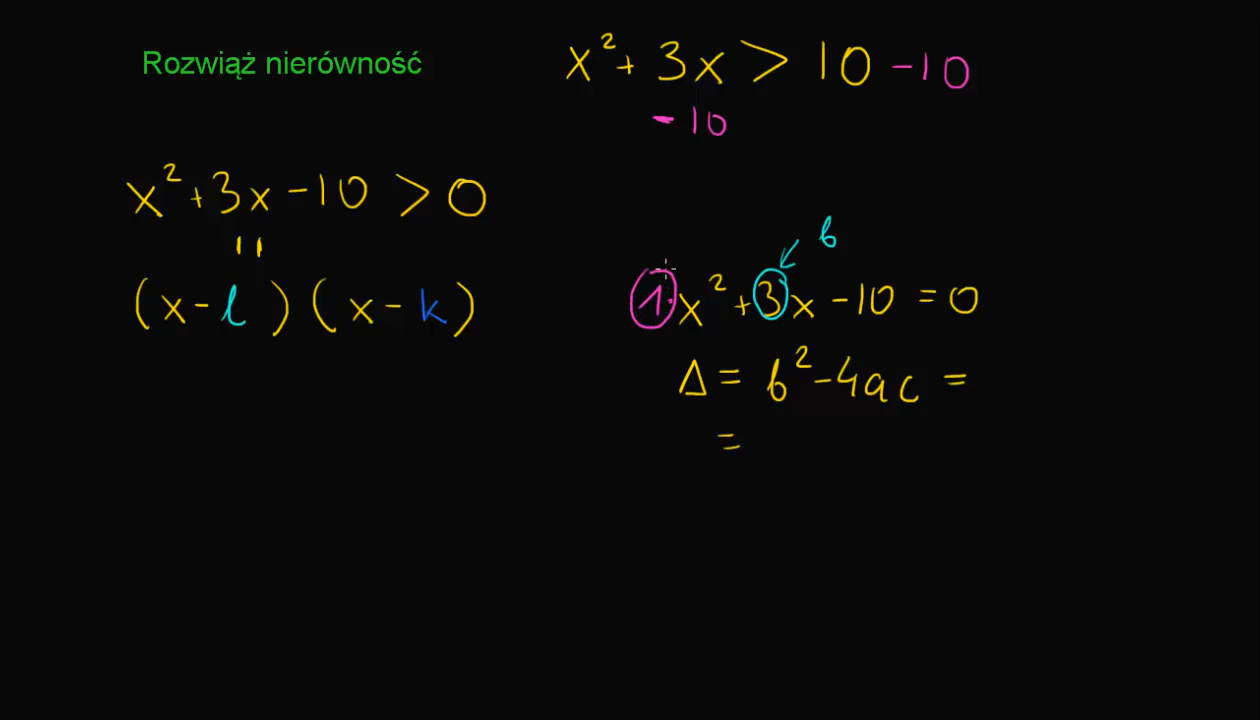 Rozwiąż nierówność
x² + 3x > 10 - 10
- 10
x² + 3x - 10 > 0
=
(x - l)(x - k)
b
1·x² + 3x - 10 = 0
Δ = b² - 4ac =
=